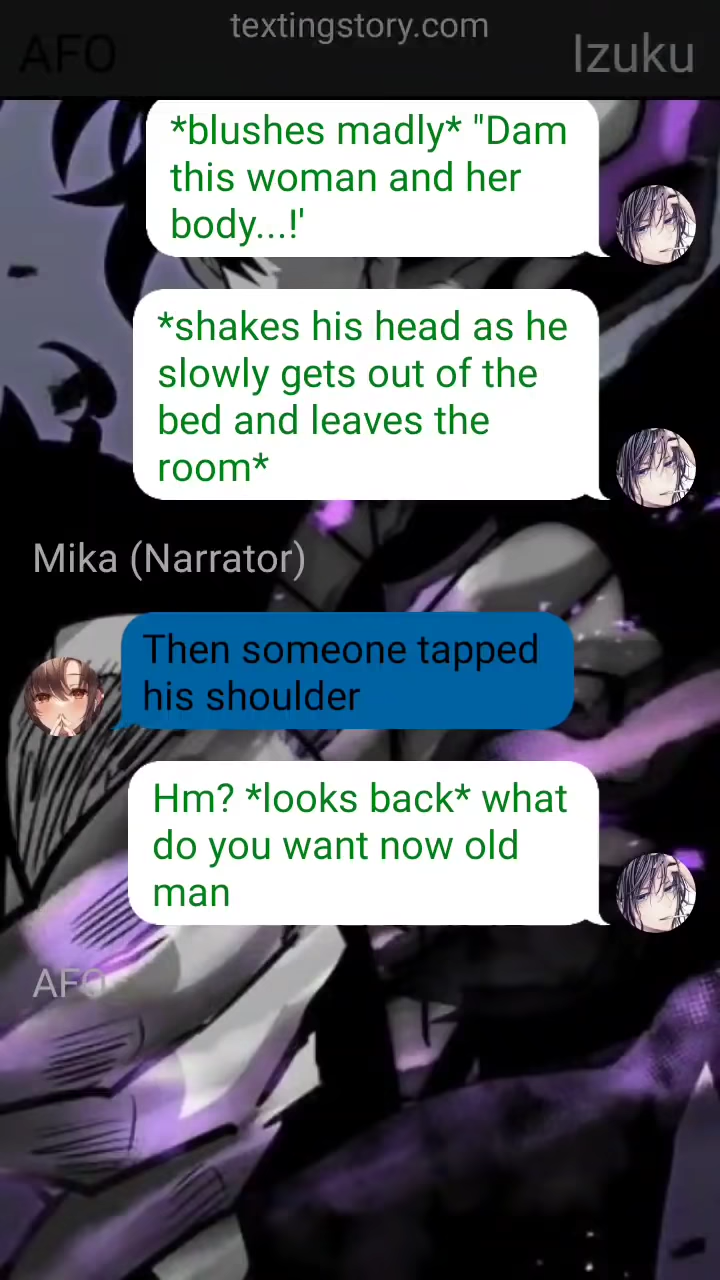 textingstory.com
AFO
Izuku
*blushes madly* "Dam
this woman and her
body...!'
*shakes his head as he
slowly gets out of the
bed and leaves the
room*
Mika (Narrator)
Then someone tapped
his shoulder
Hm? *looks back* what
do you want now old
man
AFO